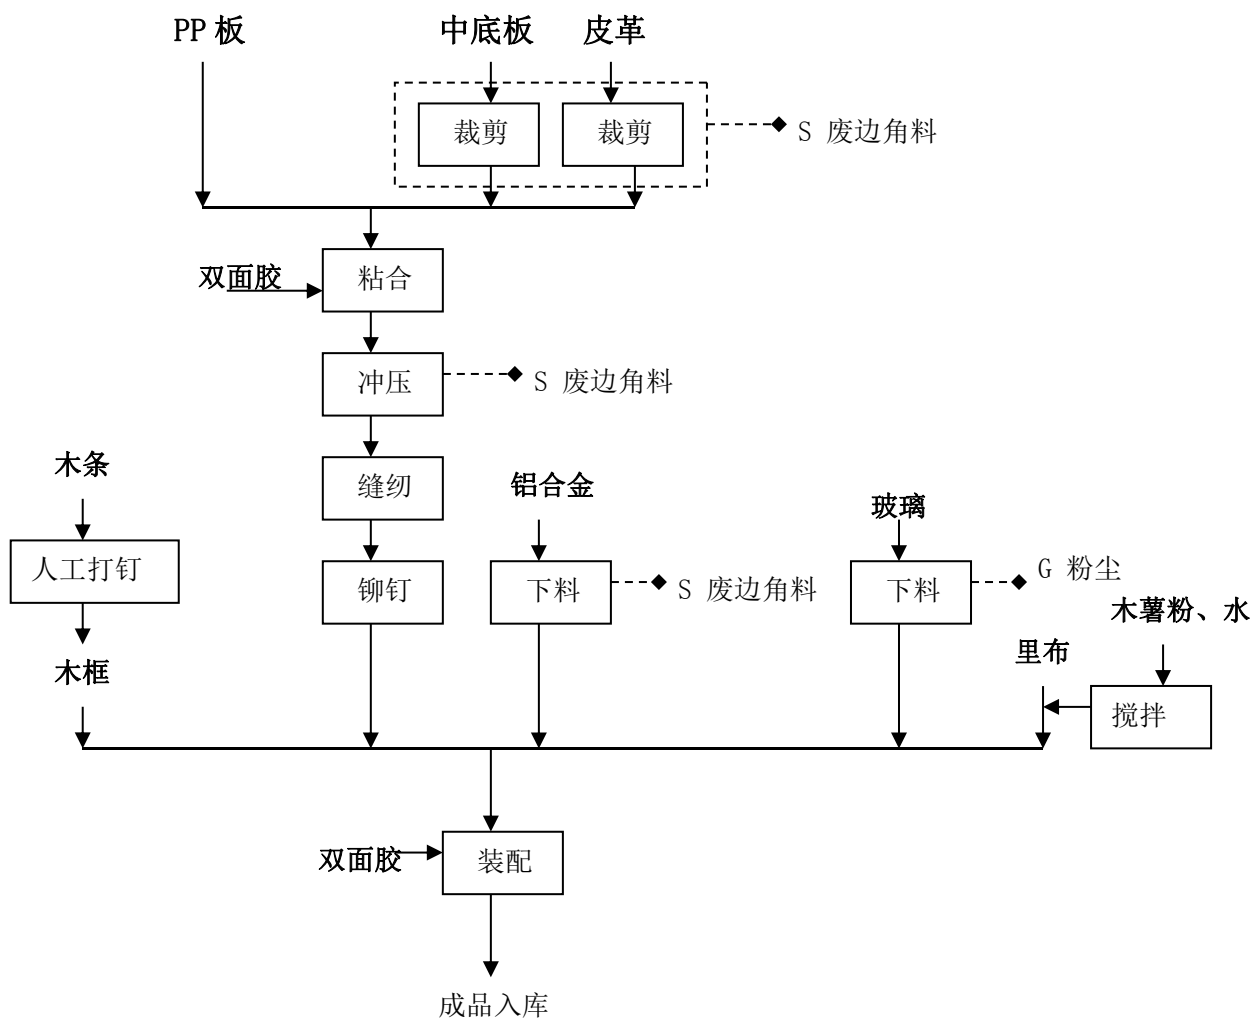 PP 板
中底板
皮革
裁剪
裁剪
S 废边角料
双面胶
粘合
冲压
S 废边角料
木条
缝纫
铝合金
玻璃
人工打钉
铆钉
下料
S 废边角料
下料
G 粉尘
木薯粉、水
木框
里布
搅拌
双面胶
装配
成品入库